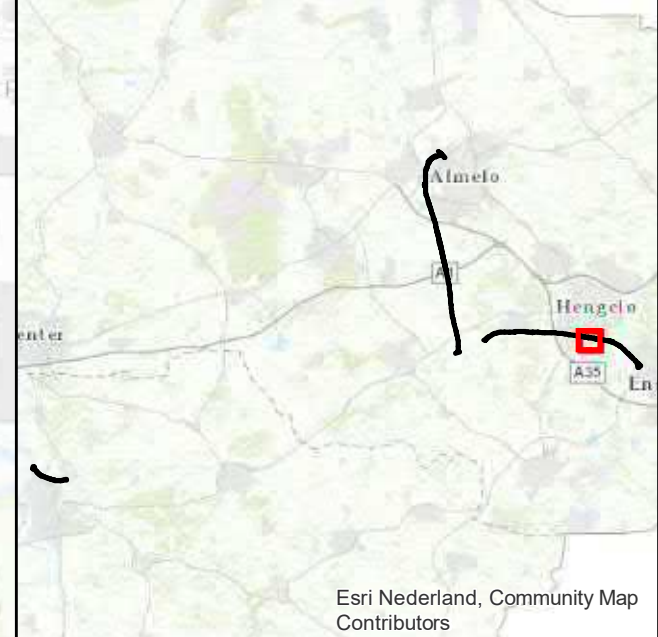 Almelo
A1
Hengelo
enter
A35
En
Esri Nederland, Community Map
Contributors